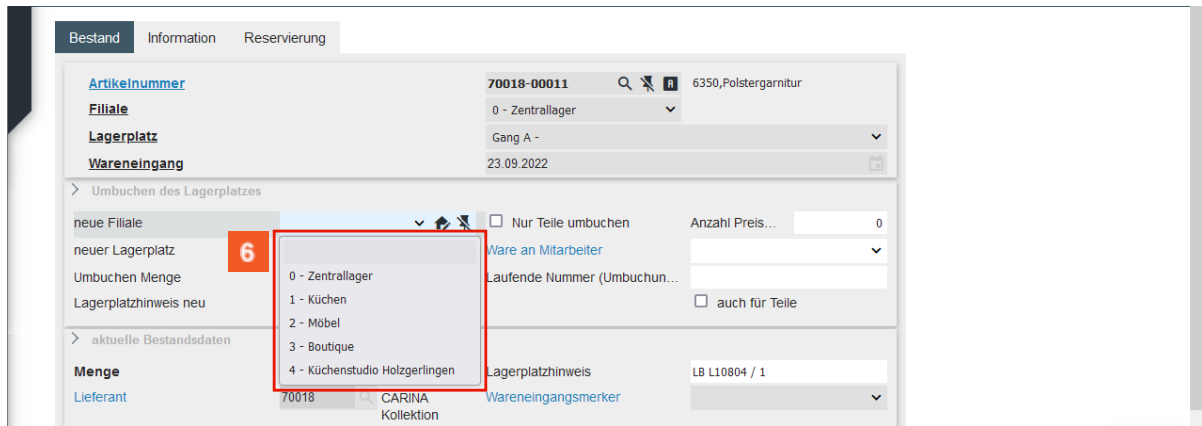 Bestand Information Reservierung
Artikelnummer 70018-00011 A 6350,Polstergarnitur
Filiale 0 - Zentrallager
Lagerplatz Gang A -
Wareneingang 23.09.2022
Umbuchen des Lagerplatzes
neue Filiale Nur Teile umbuchen Anzahl Preis... 0
neuer Lagerplatz 6 Ware an Mitarbeiter
0 - Zentrallager
Umbuchen Menge Laufende Nummer (Umbuchun...
1 - Küchen
Lagerplatzhinweis neu auch für Teile
2 - Möbel
aktuelle Bestandsdaten 3 - Boutique
Menge 4 - Küchenstudio Holzgerlingen Lagerplatzhinweis LB L10804 / 1
Lieferant 70018 CARINA Wareneingangsmerker
Kollektion